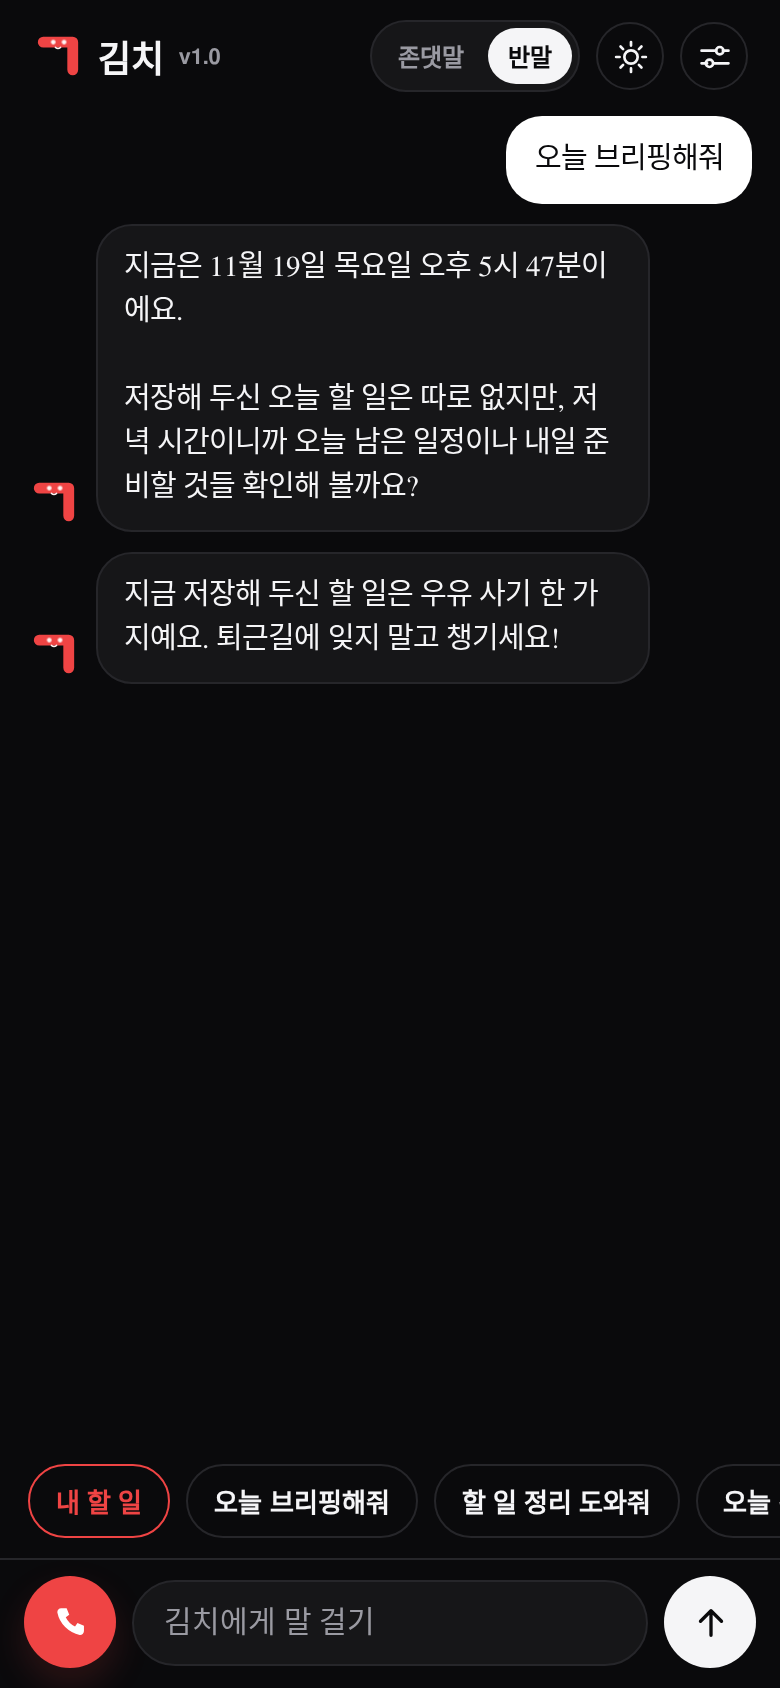 김치 v1.0 존댓말 반말
오늘 브리핑해줘
지금은 11월 19일 목요일 오후 5시 47분이
에요.
저장해 두신 오늘 할 일은 따로 없지만, 저
녁 시간이니까 오늘 남은 일정이나 내일 준
비할 것들 확인해 볼까요?
지금 저장해 두신 할 일은 우유 사기 한 가
지예요. 퇴근길에 잊지 말고 챙기세요!
내 할 일 오늘 브리핑해줘 할 일 정리 도와줘 오늘
김치에게 말 걸기